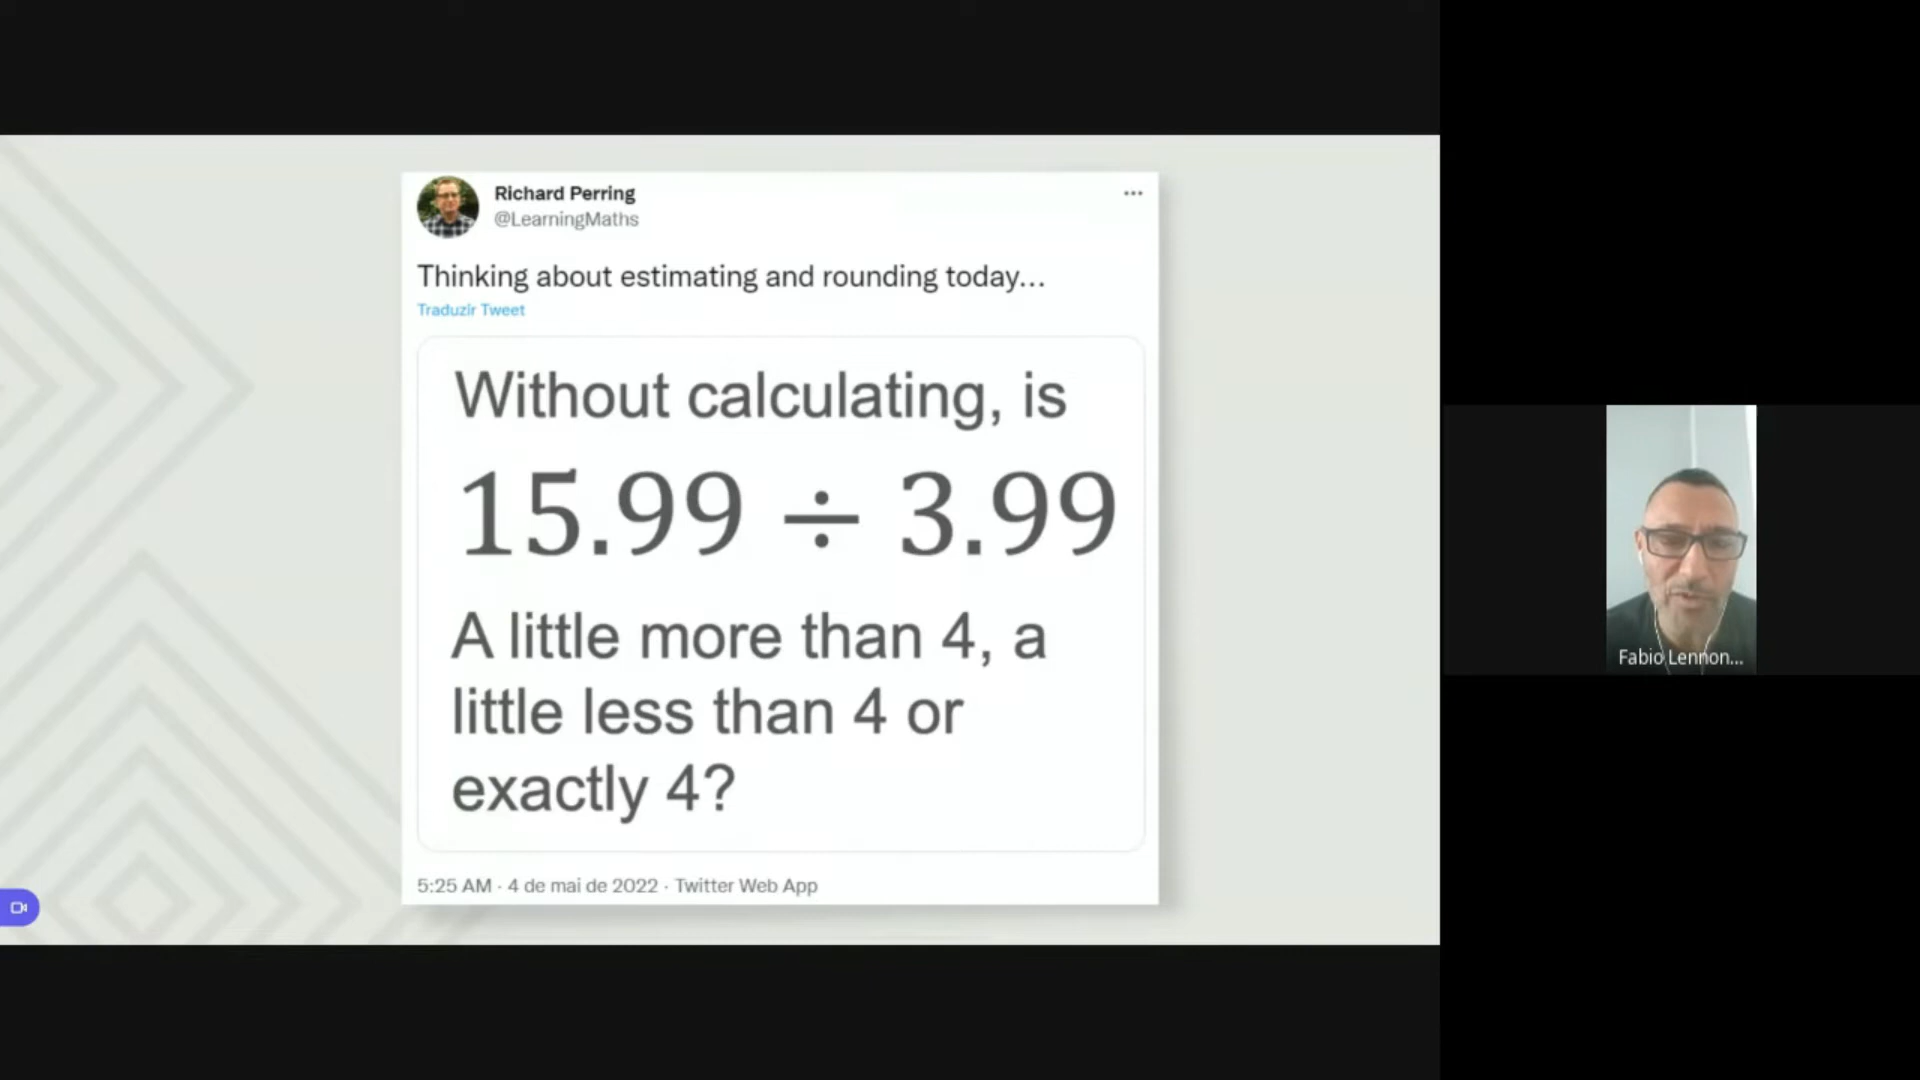 Richard Perring
@LearningMaths
Thinking about estimating and rounding today...
Traduzir Tweet
Without calculating, is
15.99 ÷ 3.99
A little more than 4, a
little less than 4 or
exactly 4?
5:25 AM · 4 de mai de 2022 · Twitter Web App
Fabio Lennon...